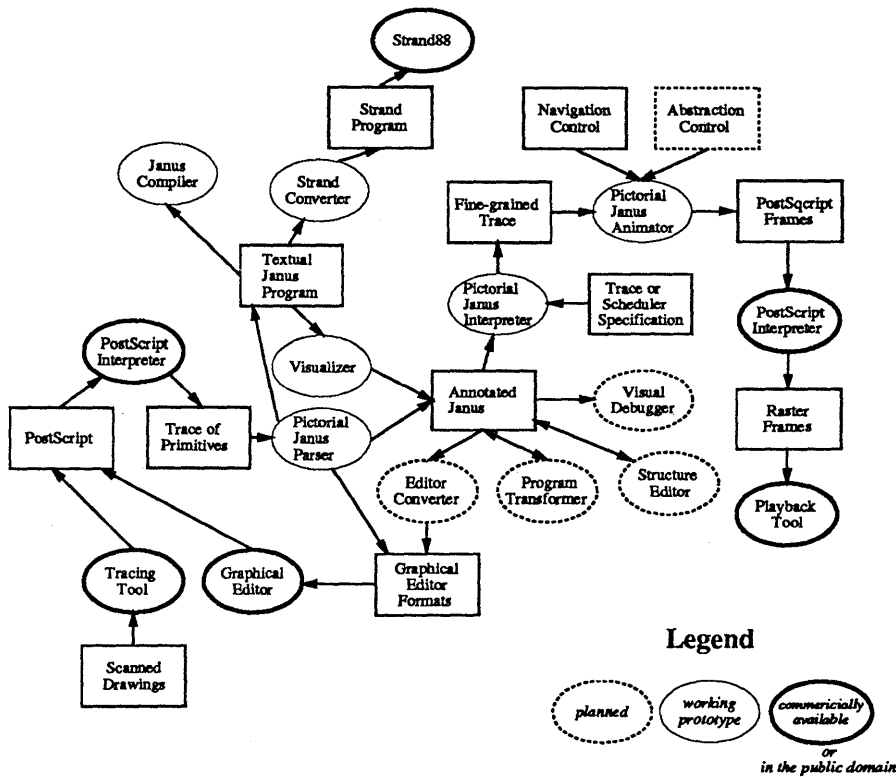 Strand88
Strand
Program
Navigation
Control
Abstraction
Control
Janus
Compiler
Strand
Converter
Fine-grained
Trace
Pictorial
Janus
Animator
PostSqcript
Frames
Textual
Janus
Program
Pictorial
Janus
Interpreter
Trace or
Scheduler
Specification
PostScript
Interpreter
PostScript
Interpreter
Visualizer
Annotated
Janus
Visual
Debugger
Raster
Frames
PostScript
Trace of
Primitives
Pictorial
Janus
Parser
Editor
Converter
Program
Transformer
Structure
Editor
Playback
Tool
Tracing
Tool
Graphical
Editor
Graphical
Editor
Formats
Scanned
Drawings
Legend
planned
working
prototype
commericially
available
or
in the public domain